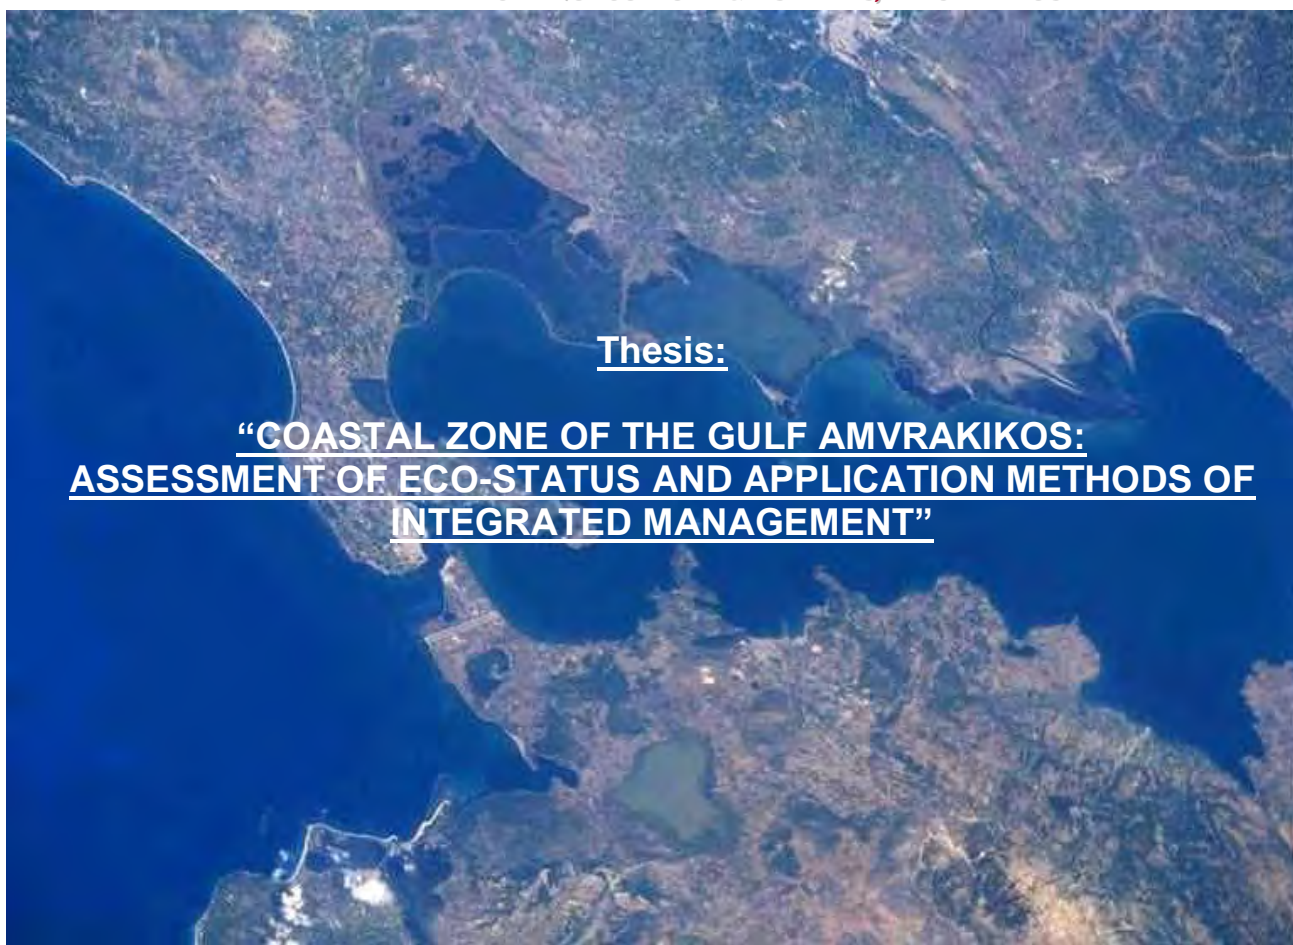 Thesis:
“COASTAL ZONE OF THE GULF AMVRAKIKOS:
ASSESSMENT OF ECO-STATUS AND APPLICATION METHODS OF
INTEGRATED MANAGEMENT”